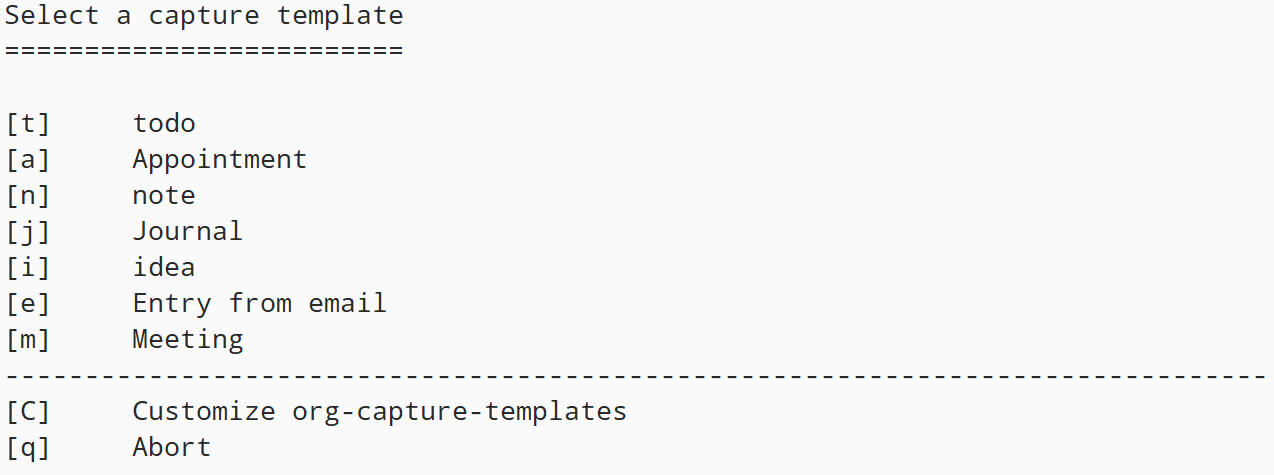 Select a capture template
=========================
[t]     todo
[a]     Appointment
[n]     note
[j]     Journal
[i]     idea
[e]     Entry from email
[m]     Meeting
-------------------------------------------------------------------------------
[C]     Customize org-capture-templates
[q]     Abort